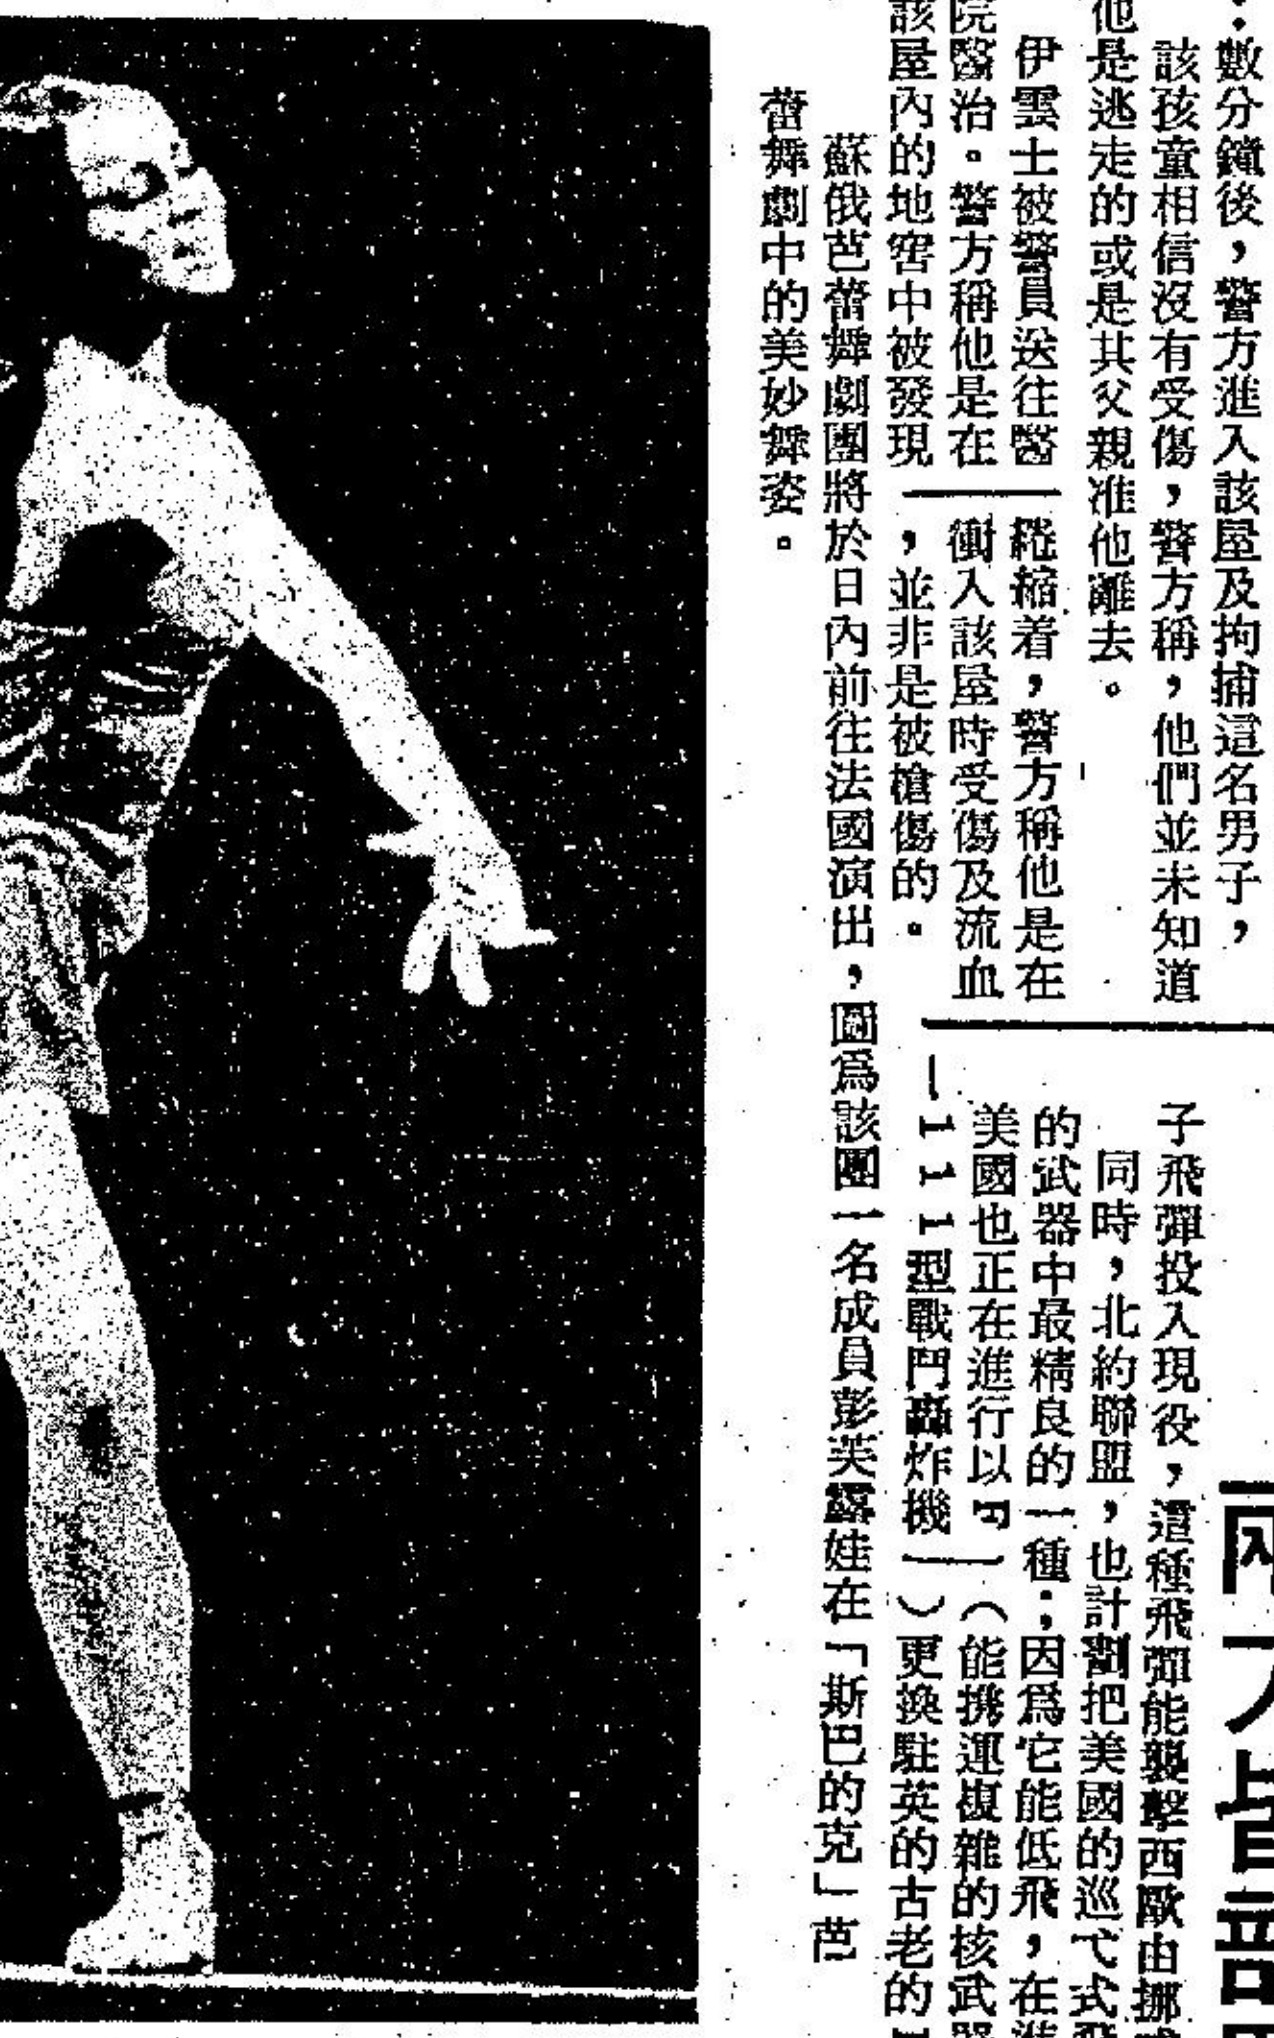 ：數分鐘後，警方進入該屋及拘捕這名男子，
該孩童相信沒有受傷，警方稱，他們並未知道
他是逃走的或是其父親准他離去。
伊雲士被警員送往醫
院醫治。警方稱他是在
該屋內的地窖中被發現
綣縮着，警方稱他是在
衝入該屋時受傷及流血
，並非是被槍傷的。
子飛彈投入現役，這種飛彈能襲擊西歐由挪
同時，北約聯盟，也計劃把美國的巡弋式飛
的武器中最精良的一種；因爲它能低飛，在進
美國也正在進行以F—（能携運複雜的核武器
—111型戰鬥轟炸機—）更換駐英的古老的
蘇俄芭蕾舞劇團將於日內前往法國演出，圖爲該團一名成員彭芙露娃在「斯巴的克」芭
蕾舞劇中的美妙舞姿。